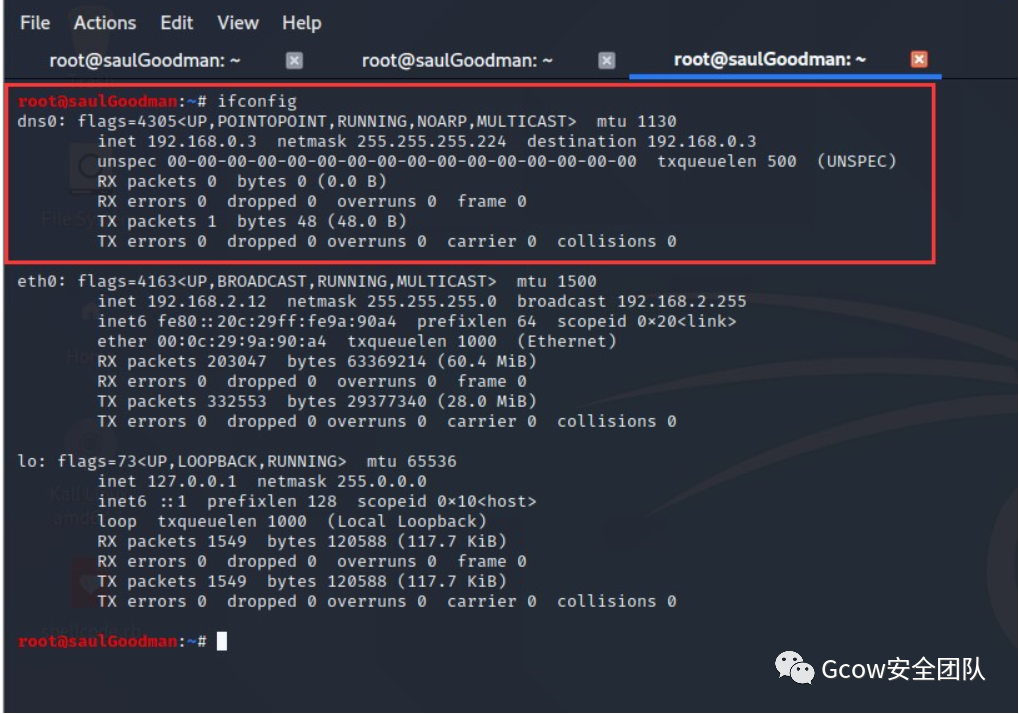 File Actions Edit View Help
root@saulGoodman: ~ root@saulGoodman: ~ root@saulGoodman: ~
root@saulGoodman:~# ifconfig
dns0: flags=4305<UP,POINTOPOINT,RUNNING,NOARP,MULTICAST>  mtu 1130
        inet 192.168.0.3  netmask 255.255.255.224  destination 192.168.0.3
        unspec 00-00-00-00-00-00-00-00-00-00-00-00-00-00-00-00  txqueuelen 500  (UNSPEC)
        RX packets 0  bytes 0 (0.0 B)
        RX errors 0  dropped 0  overruns 0  frame 0
        TX packets 1  bytes 48 (48.0 B)
        TX errors 0  dropped 0 overruns 0  carrier 0  collisions 0
eth0: flags=4163<UP,BROADCAST,RUNNING,MULTICAST>  mtu 1500
        inet 192.168.2.12  netmask 255.255.255.0  broadcast 192.168.2.255
        inet6 fe80::20c:29ff:fe9a:90a4  prefixlen 64  scopeid 0×20<link>
        ether 00:0c:29:9a:90:a4  txqueuelen 1000  (Ethernet)
        RX packets 203047  bytes 63369214 (60.4 MiB)
        RX errors 0  dropped 0  overruns 0  frame 0
        TX packets 332553  bytes 29377340 (28.0 MiB)
        TX errors 0  dropped 0 overruns 0  carrier 0  collisions 0
lo: flags=73<UP,LOOPBACK,RUNNING>  mtu 65536
        inet 127.0.0.1  netmask 255.0.0.0
        inet6 ::1  prefixlen 128  scopeid 0×10<host>
        loop  txqueuelen 1000  (Local Loopback)
        RX packets 1549  bytes 120588 (117.7 KiB)
        RX errors 0  dropped 0  overruns 0  frame 0
        TX packets 1549  bytes 120588 (117.7 KiB)
        TX errors 0  dropped 0 overruns 0  carrier 0  collisions 0
root@saulGoodman:~#
Gcow安全团队